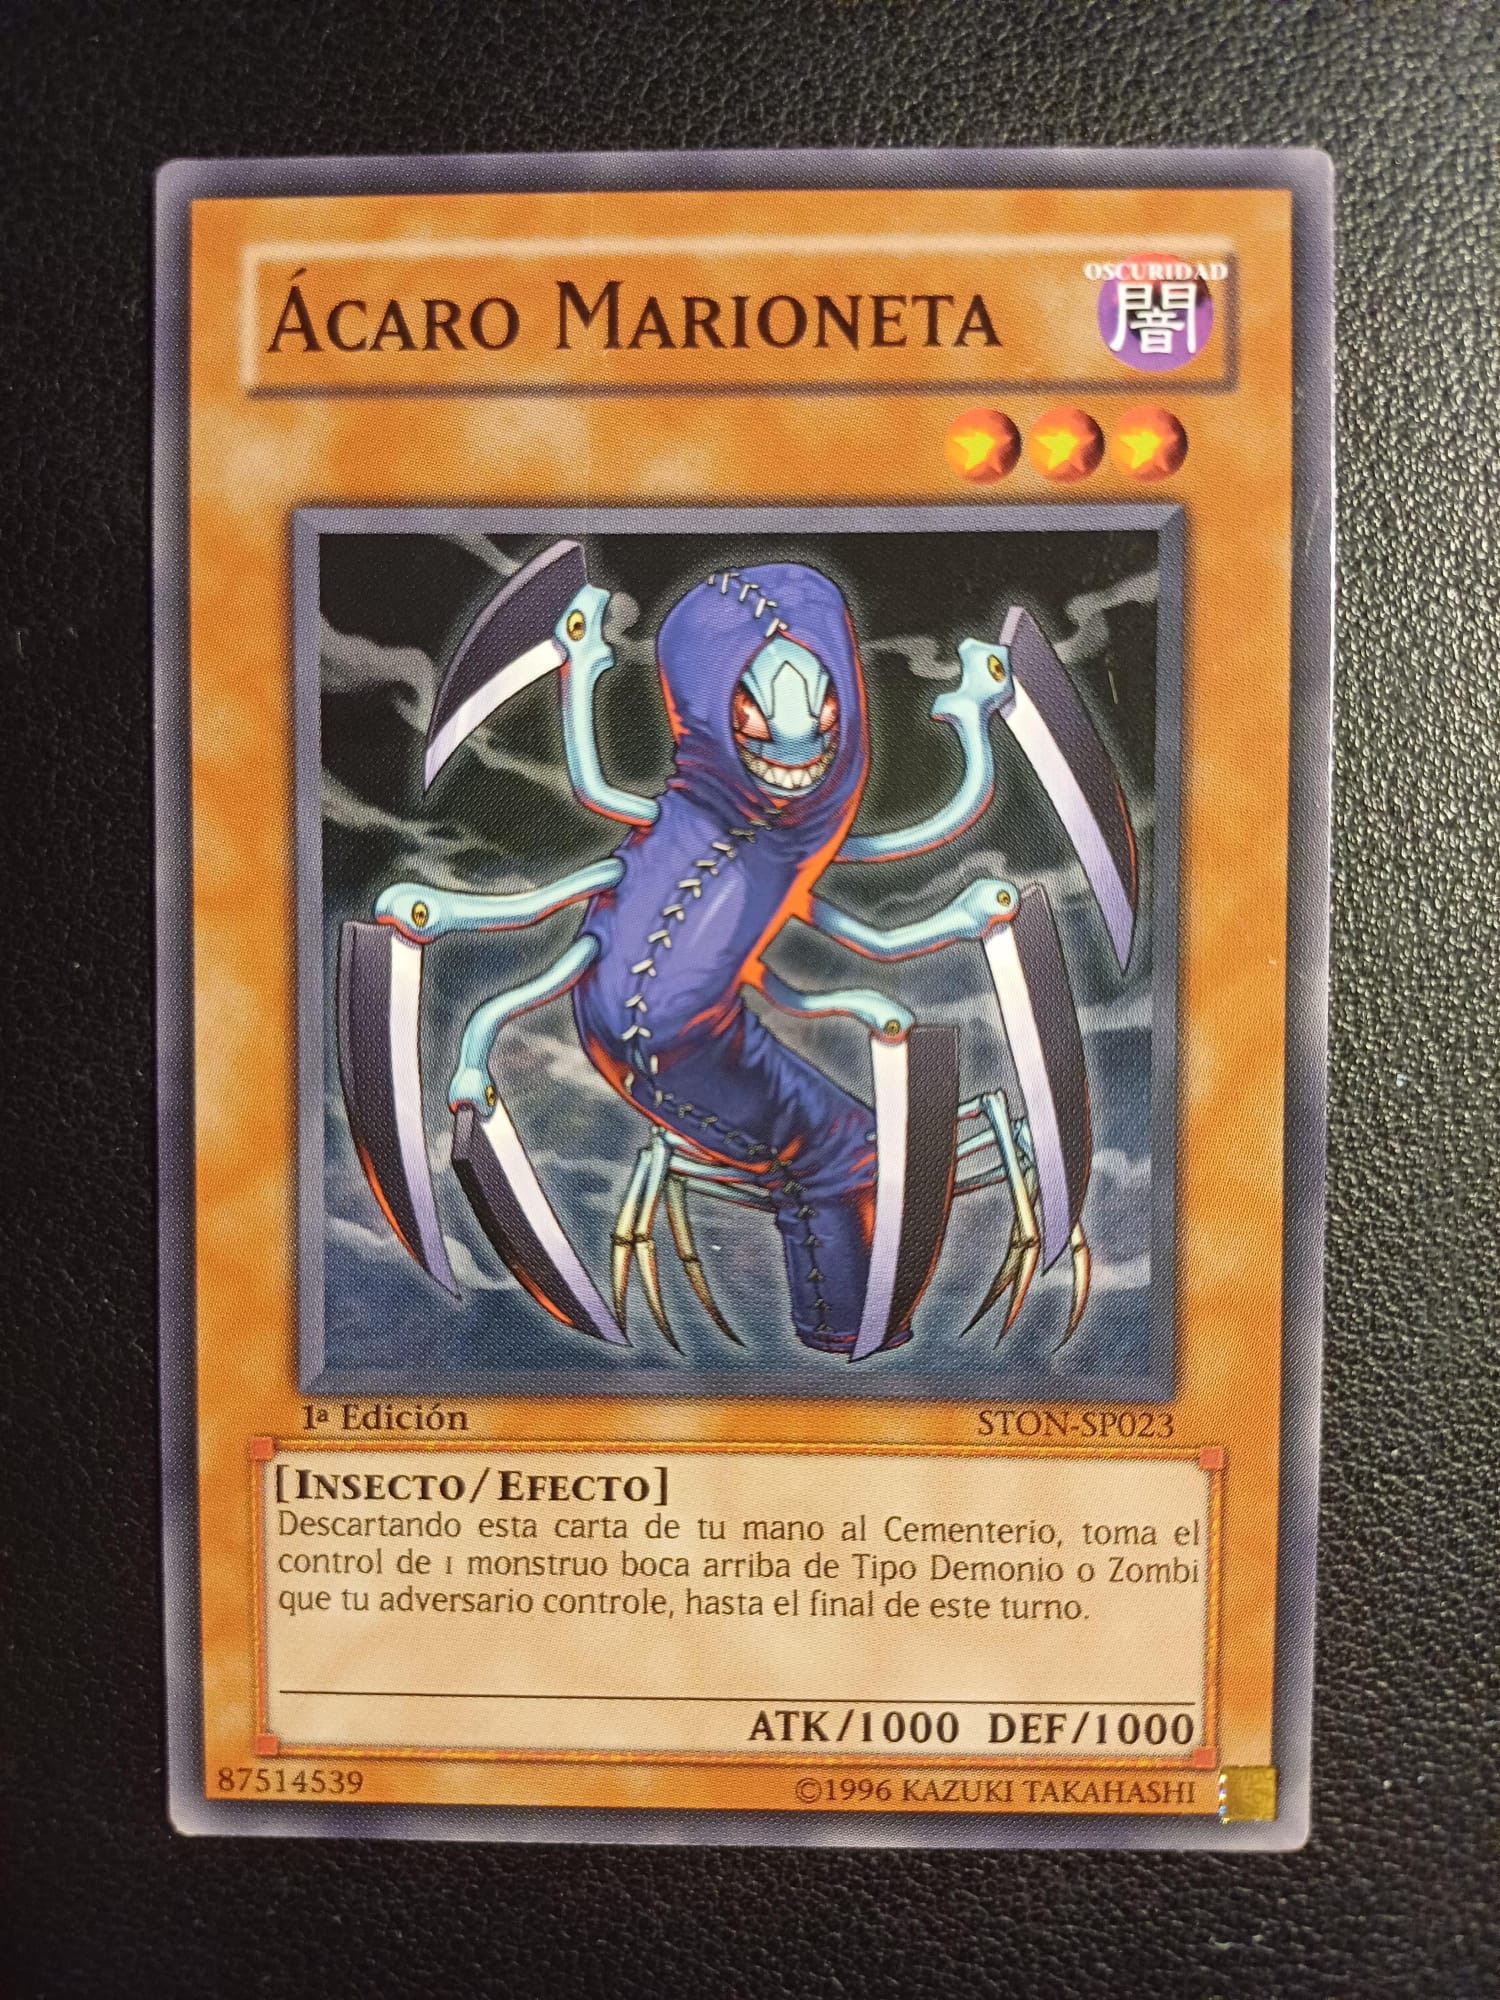 Ácaro Marioneta
OSCURIDAD
闇
1ª Edición
STON-SP023
[Insecto/Efecto]
Descartando esta carta de tu mano al Cementerio, toma el
control de 1 monstruo boca arriba de Tipo Demonio o Zombi
que tu adversario controle, hasta el final de este turno.
ATK/1000 DEF/1000
87514539
©1996 KAZUKI TAKAHASHI